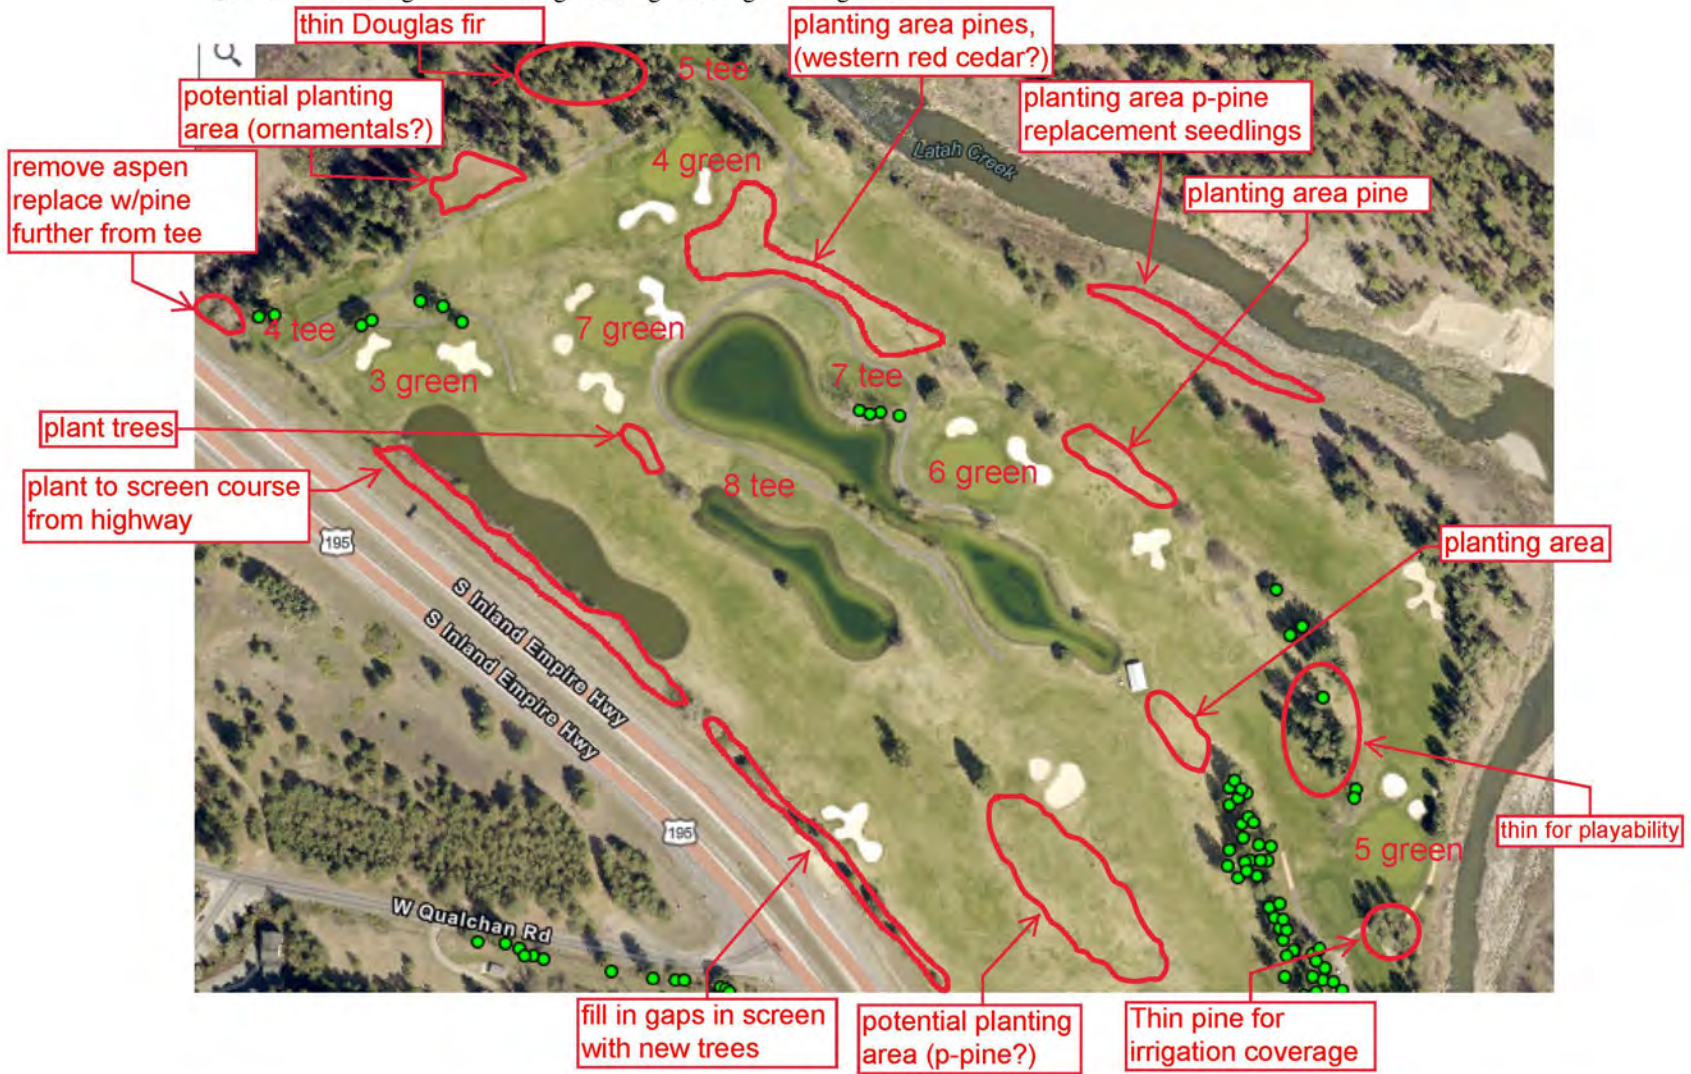 thin Douglas fir
planting area pines,
(western red cedar?)
5 tee
potential planting
area (ornamentals?)
planting area p-pine
replacement seedlings
Latah Creek
4 green
remove aspen
replace w/pine
further from tee
planting area pine
4 tee
7 green
3 green
7 tee
plant trees
6 green
8 tee
plant to screen course
from highway
195
planting area
S Inland Empire Hwy
S Inland Empire Hwy
195
thin for playability
5 green
W Qualchan Rd
fill in gaps in screen
with new trees
potential planting
area (p-pine?)
Thin pine for
irrigation coverage